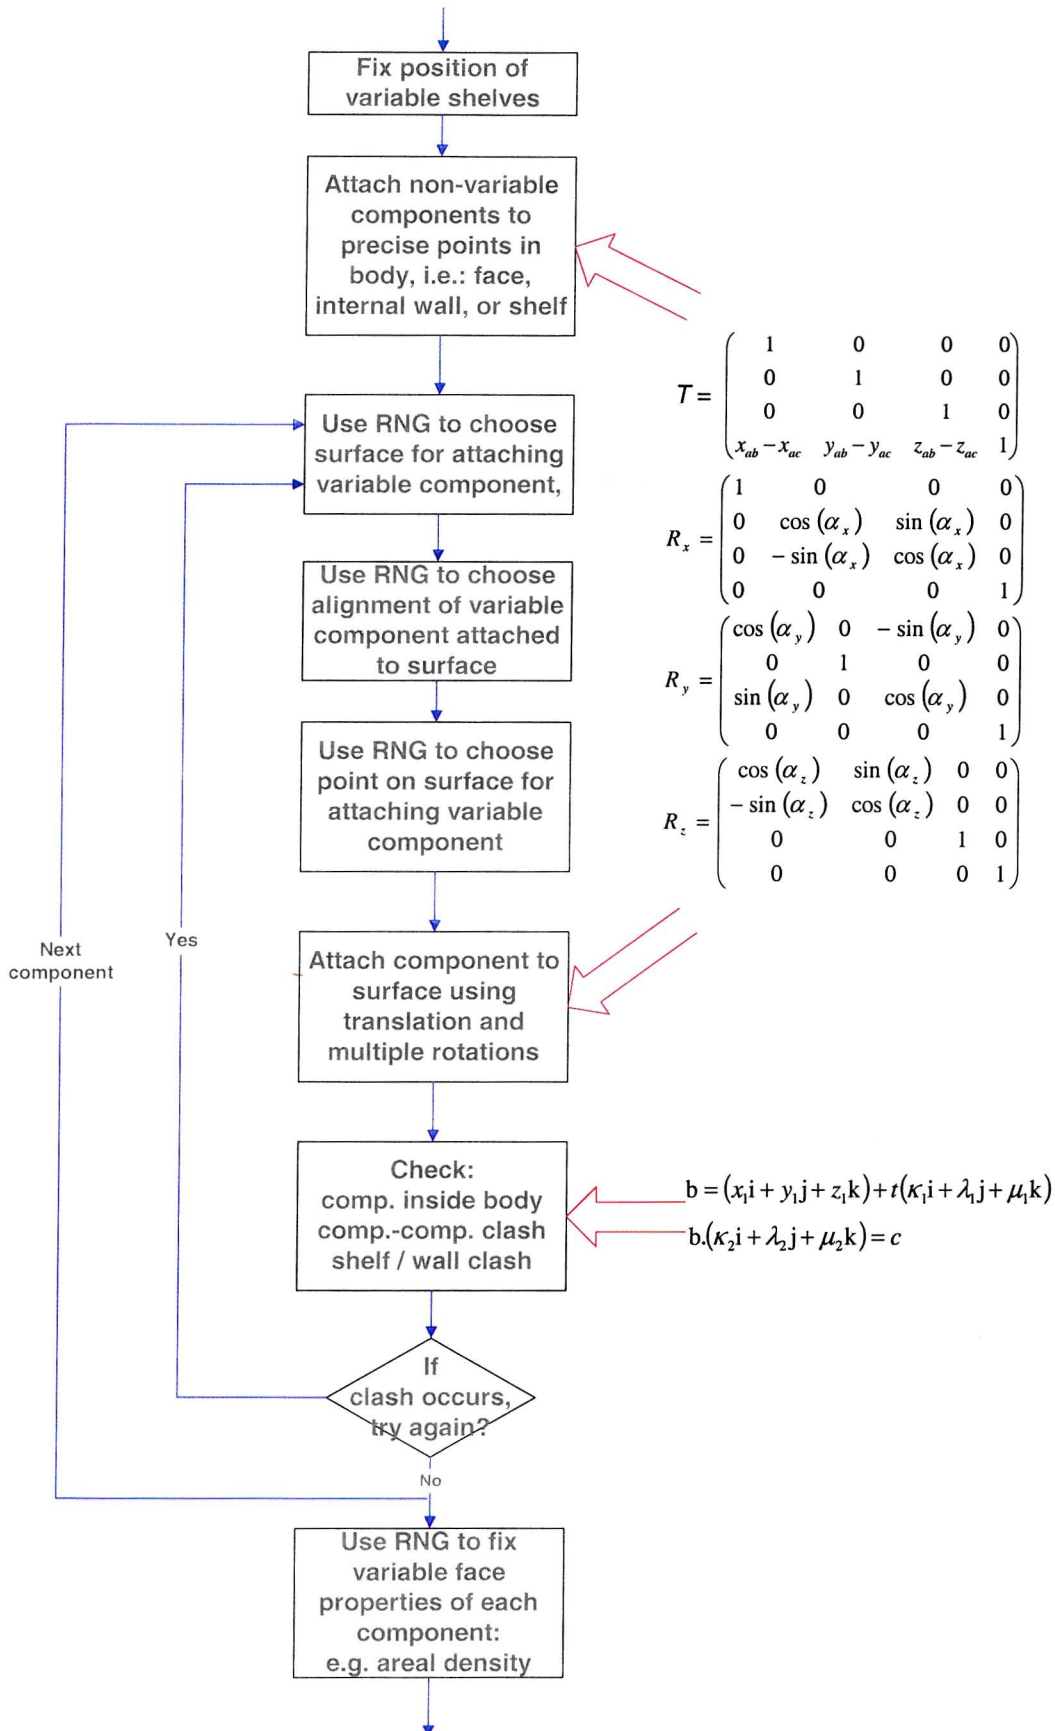 Fix position of
variable shelves
Attach non-variable
components to
precise points in
body, i.e.: face,
internal wall, or shelf
T = ( 1 0 0 0
0 1 0 0
0 0 1 0
x_ab − x_ac y_ab − y_ac z_ab − z_ac 1 )
Use RNG to choose
surface for attaching
variable component,
R_x = ( 1 0 0 0
0 cos(α_x) sin(α_x) 0
0 − sin(α_x) cos(α_x) 0
0 0 0 1 )
Use RNG to choose
alignment of variable
component attached
to surface
R_y = ( cos(α_y) 0 − sin(α_y) 0
0 1 0 0
sin(α_y) 0 cos(α_y) 0
0 0 0 1 )
Use RNG to choose
point on surface for
attaching variable
component
R_z = ( cos(α_z) sin(α_z) 0 0
− sin(α_z) cos(α_z) 0 0
0 0 1 0
0 0 0 1 )
Next
component
Yes
Attach component to
surface using
translation and
multiple rotations
Check:
comp. inside body
comp.-comp. clash
shelf / wall clash
b = (x₁i + y₁j + z₁k) + t(κ₁i + λ₁j + μ₁k)
b.(κ₂i + λ₂j + μ₂k) = c
If
clash occurs,
try again?
No
Use RNG to fix
variable face
properties of each
component:
e.g. areal density